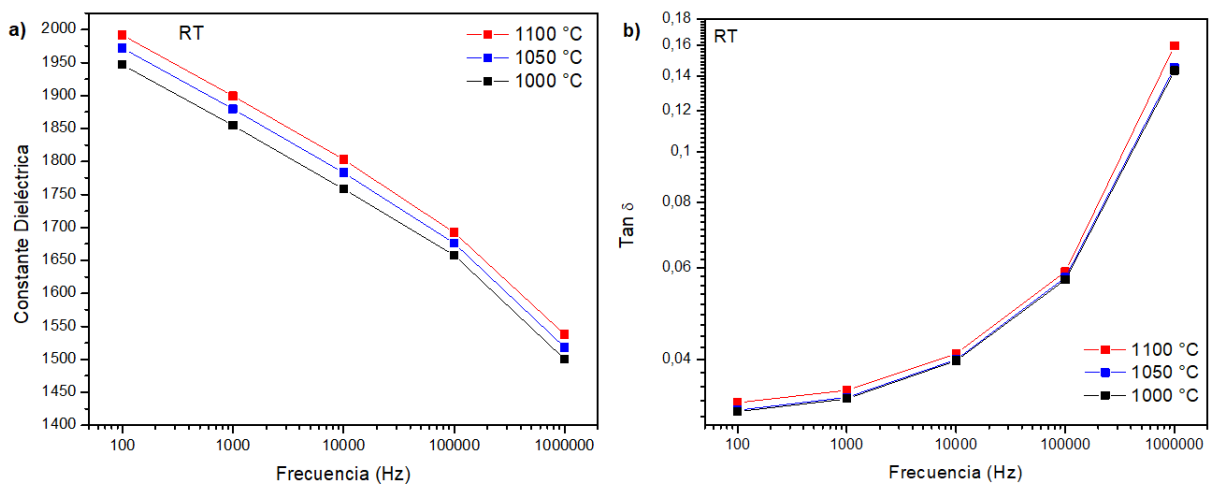 a)
RT
1100 °C
1050 °C
1000 °C
Constante Dieléctrica
2000
1950
1900
1850
1800
1750
1700
1650
1600
1550
1500
1450
1400
100 1000 10000 100000 1000000
Frecuencia (Hz)
b)
RT
Tan δ
0,18
0,16
0,14
0,12
0,1
0,08
0,06
0,04
1100 °C
1050 °C
1000 °C
100 1000 10000 100000 1000000
Frecuencia (Hz)